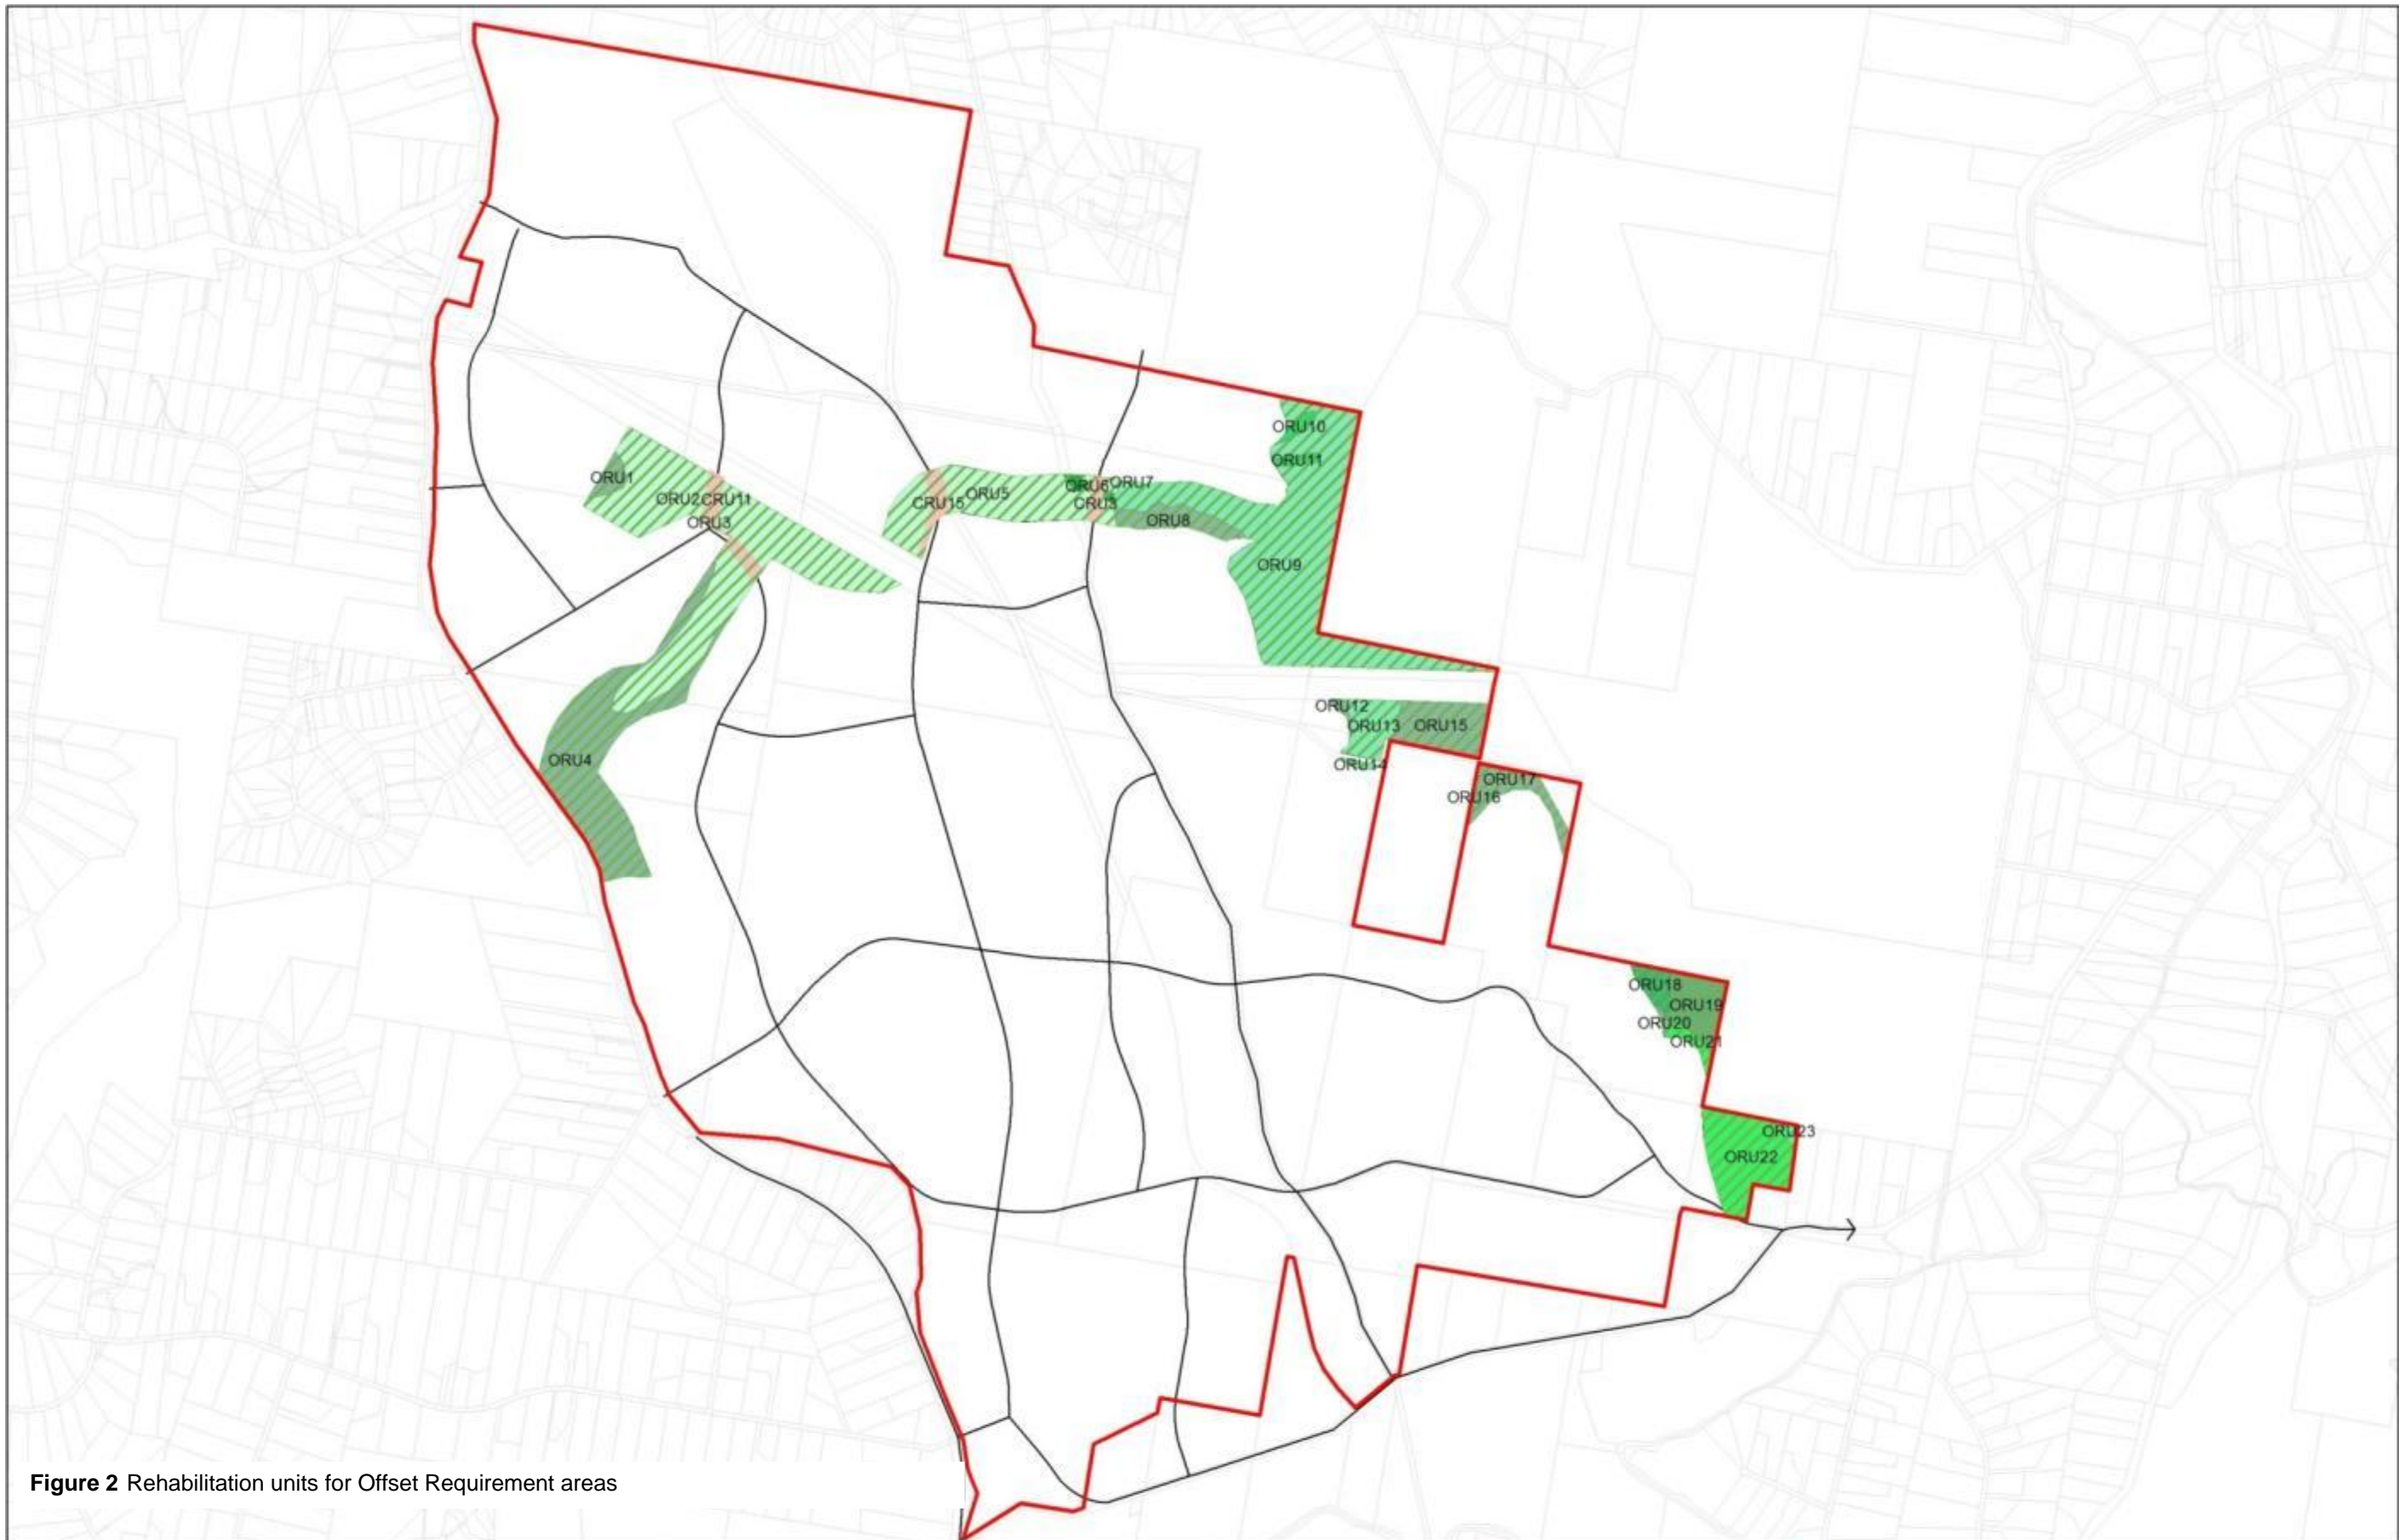 ORU10
ORU11
ORU1
ORU2
CRU11
ORU3
CRU15
ORU5
ORU6
ORU7
CRU3
ORU8
ORU9
ORU12
ORU13
ORU15
ORU14
ORU4
ORU17
ORU16
ORU18
ORU19
ORU20
ORU21
ORU23
ORU22
Figure 2 Rehabilitation units for Offset Requirement areas